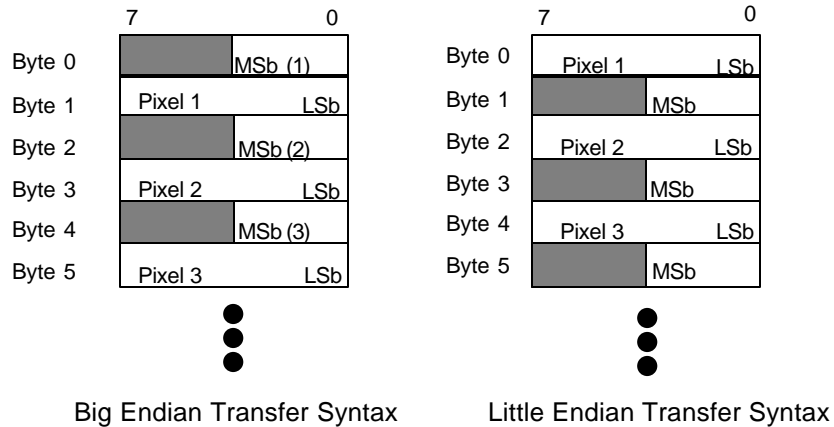 7 0
Byte 0 MSb (1)
Byte 1 Pixel 1 LSb
Byte 2 MSb (2)
Byte 3 Pixel 2 LSb
Byte 4 MSb (3)
Byte 5 Pixel 3 LSb
Big Endian Transfer Syntax
7 0
Byte 0 Pixel 1 LSb
Byte 1 MSb
Byte 2 Pixel 2 LSb
Byte 3 MSb
Byte 4 Pixel 3 LSb
Byte 5 MSb
Little Endian Transfer Syntax